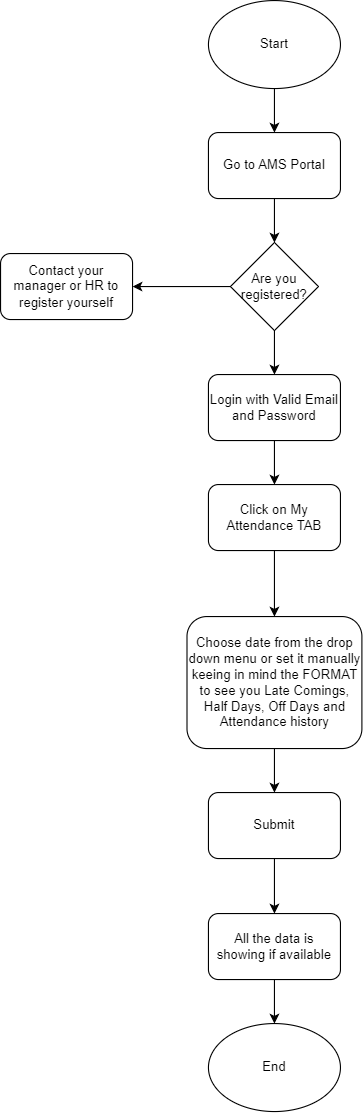 Start
Go to AMS Portal
Are you
registered?
Contact your
manager or HR to
register yourself
Login with Valid Email
and Password
Click on My
Attendance TAB
Choose date from the drop
down menu or set it manually
keeing in mind the FORMAT
to see you Late Comings,
Half Days, Off Days and
Attendance history
Submit
All the data is
showing if available
End